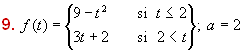 9. f(t) = { 9 − t² si t ≤ 2
3t + 2 si 2 < t ; a = 2